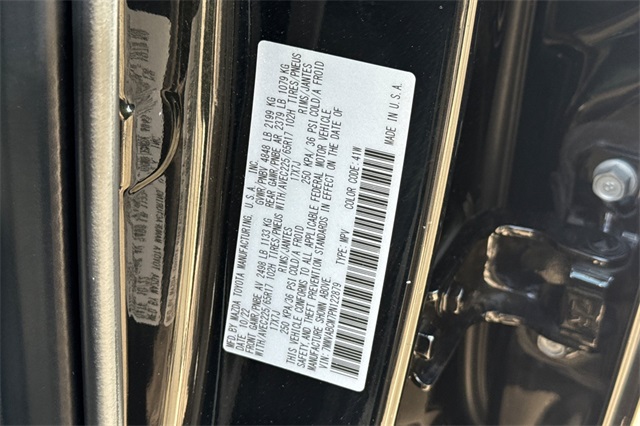 MFD.BY MAZDA TOYOTA MANUFACTURING, U.S.A. INC.
DATE: 10/22 GVWR/PNBV 4848 LB 2199 KG
FRONT GAWR/PNBE AV 2498 LB 1133 KG REAR GAWR/PNBE AR 2379 LB 1079 KG
WITH/AVEC225/65R17 102H TIRES/PNEUS WITH/AVEC225/65R17 102H TIRES/PNEUS
17X7J RIMS/JANTES 17X7J RIMS/JANTES
250 KPA/36 PSI COLD/A FROID 250 KPA/36 PSI COLD/A FROID
THIS VEHICLE CONFORMS TO ALL APPLICABLE FEDERAL MOTOR VEHICLE
SAFETY, AND THEFT PREVENTION STANDARDS IN EFFECT ON THE DATE OF
MANUFACTURE SHOWN ABOVE.
TYPE: MPV COLOR CODE: 41W
MADE IN U.S.A.